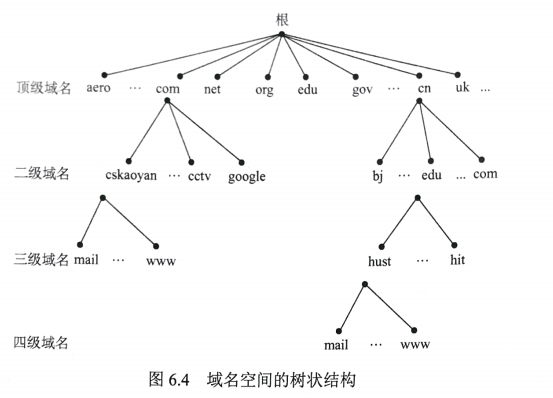 根
顶级域名 aero … com net org edu gov … cn uk ...
二级域名 cskaoyan … cctv google bj … edu ... com
三级域名 mail … www hust … hit
四级域名 mail … www
图 6.4 域名空间的树状结构